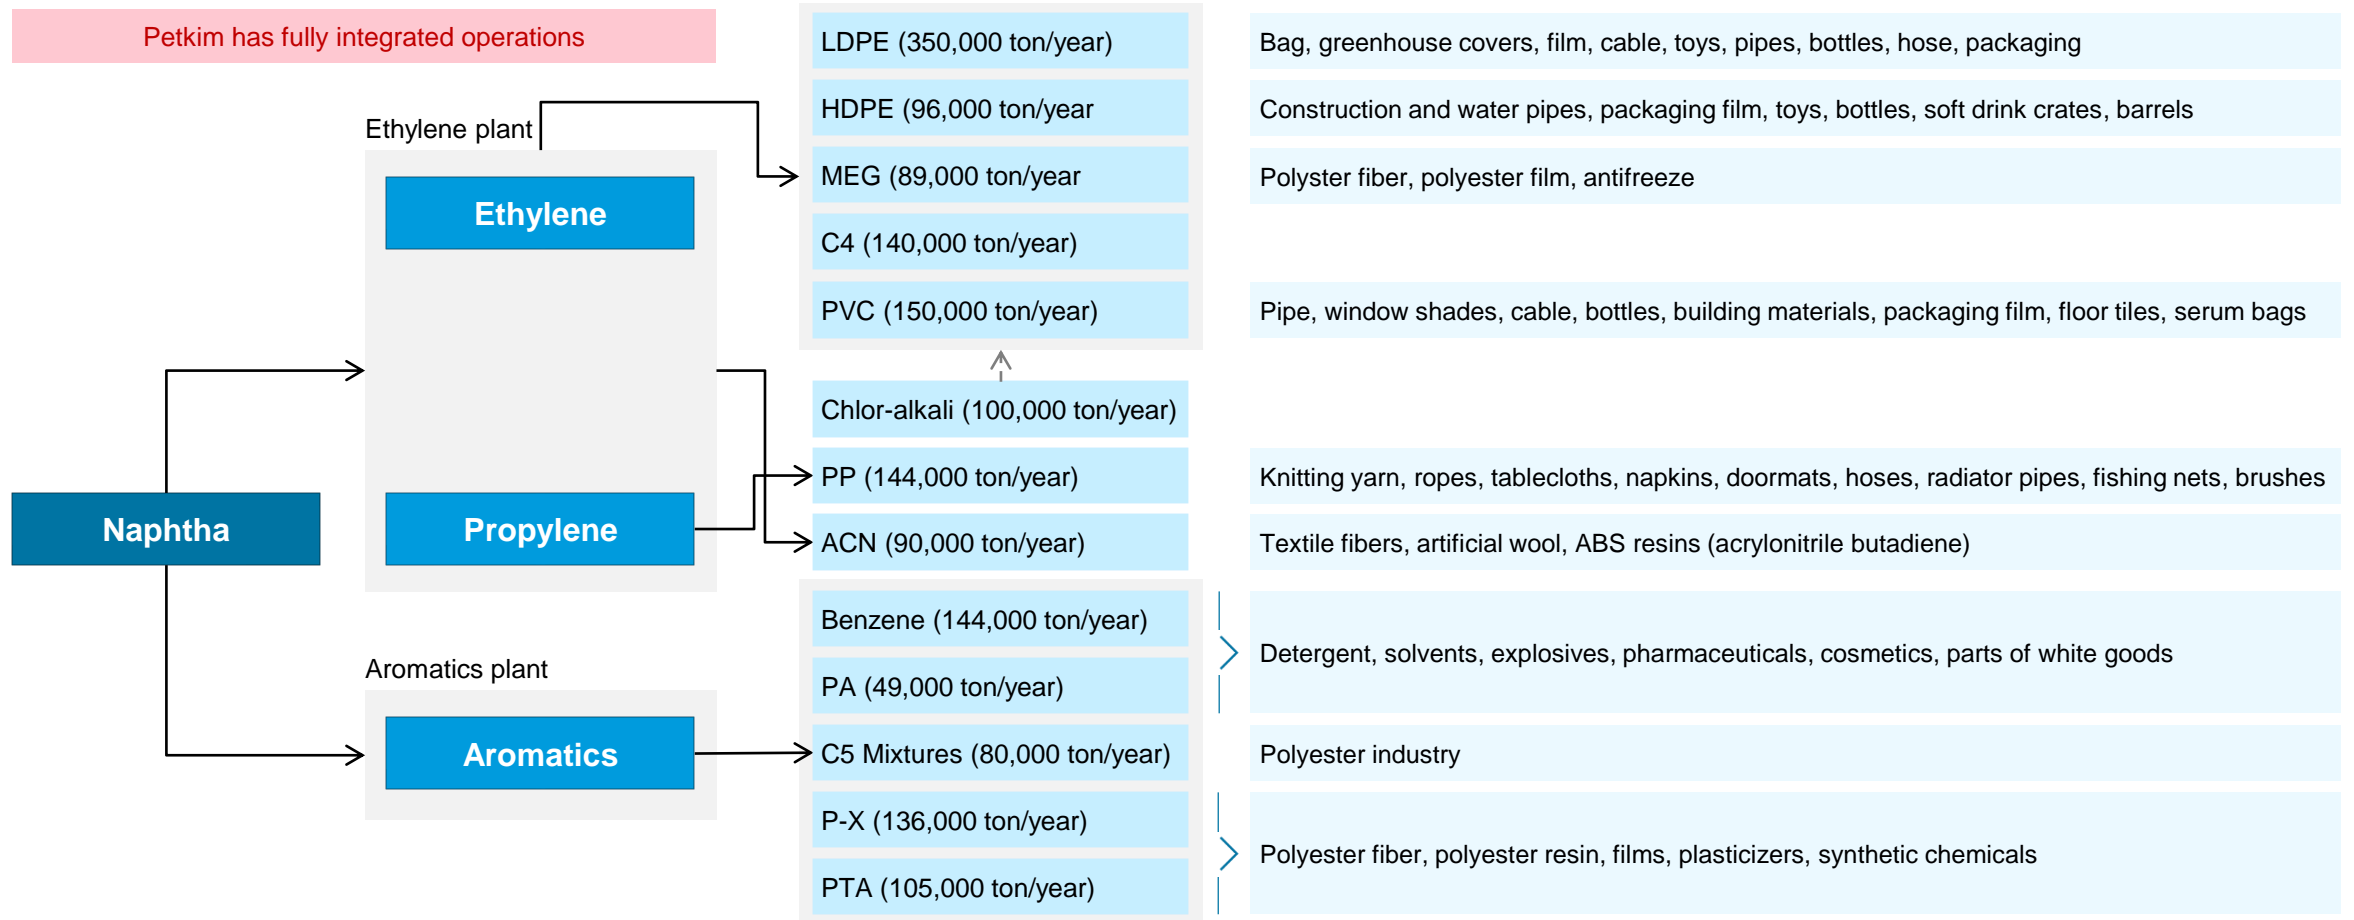 Petkim has fully integrated operations
Naphtha
Ethylene plant
Ethylene
Propylene
Aromatics plant
Aromatics
LDPE (350,000 ton/year)
Bag, greenhouse covers, film, cable, toys, pipes, bottles, hose, packaging
HDPE (96,000 ton/year
Construction and water pipes, packaging film, toys, bottles, soft drink crates, barrels
MEG (89,000 ton/year
Polyster fiber, polyester film, antifreeze
C4 (140,000 ton/year)
PVC (150,000 ton/year)
Pipe, window shades, cable, bottles, building materials, packaging film, floor tiles, serum bags
Chlor-alkali (100,000 ton/year)
PP (144,000 ton/year)
Knitting yarn, ropes, tablecloths, napkins, doormats, hoses, radiator pipes, fishing nets, brushes
ACN (90,000 ton/year)
Textile fibers, artificial wool, ABS resins (acrylonitrile butadiene)
Benzene (144,000 ton/year)
PA (49,000 ton/year)
Detergent, solvents, explosives, pharmaceuticals, cosmetics, parts of white goods
C5 Mixtures (80,000 ton/year)
Polyester industry
P-X (136,000 ton/year)
PTA (105,000 ton/year)
Polyester fiber, polyester resin, films, plasticizers, synthetic chemicals